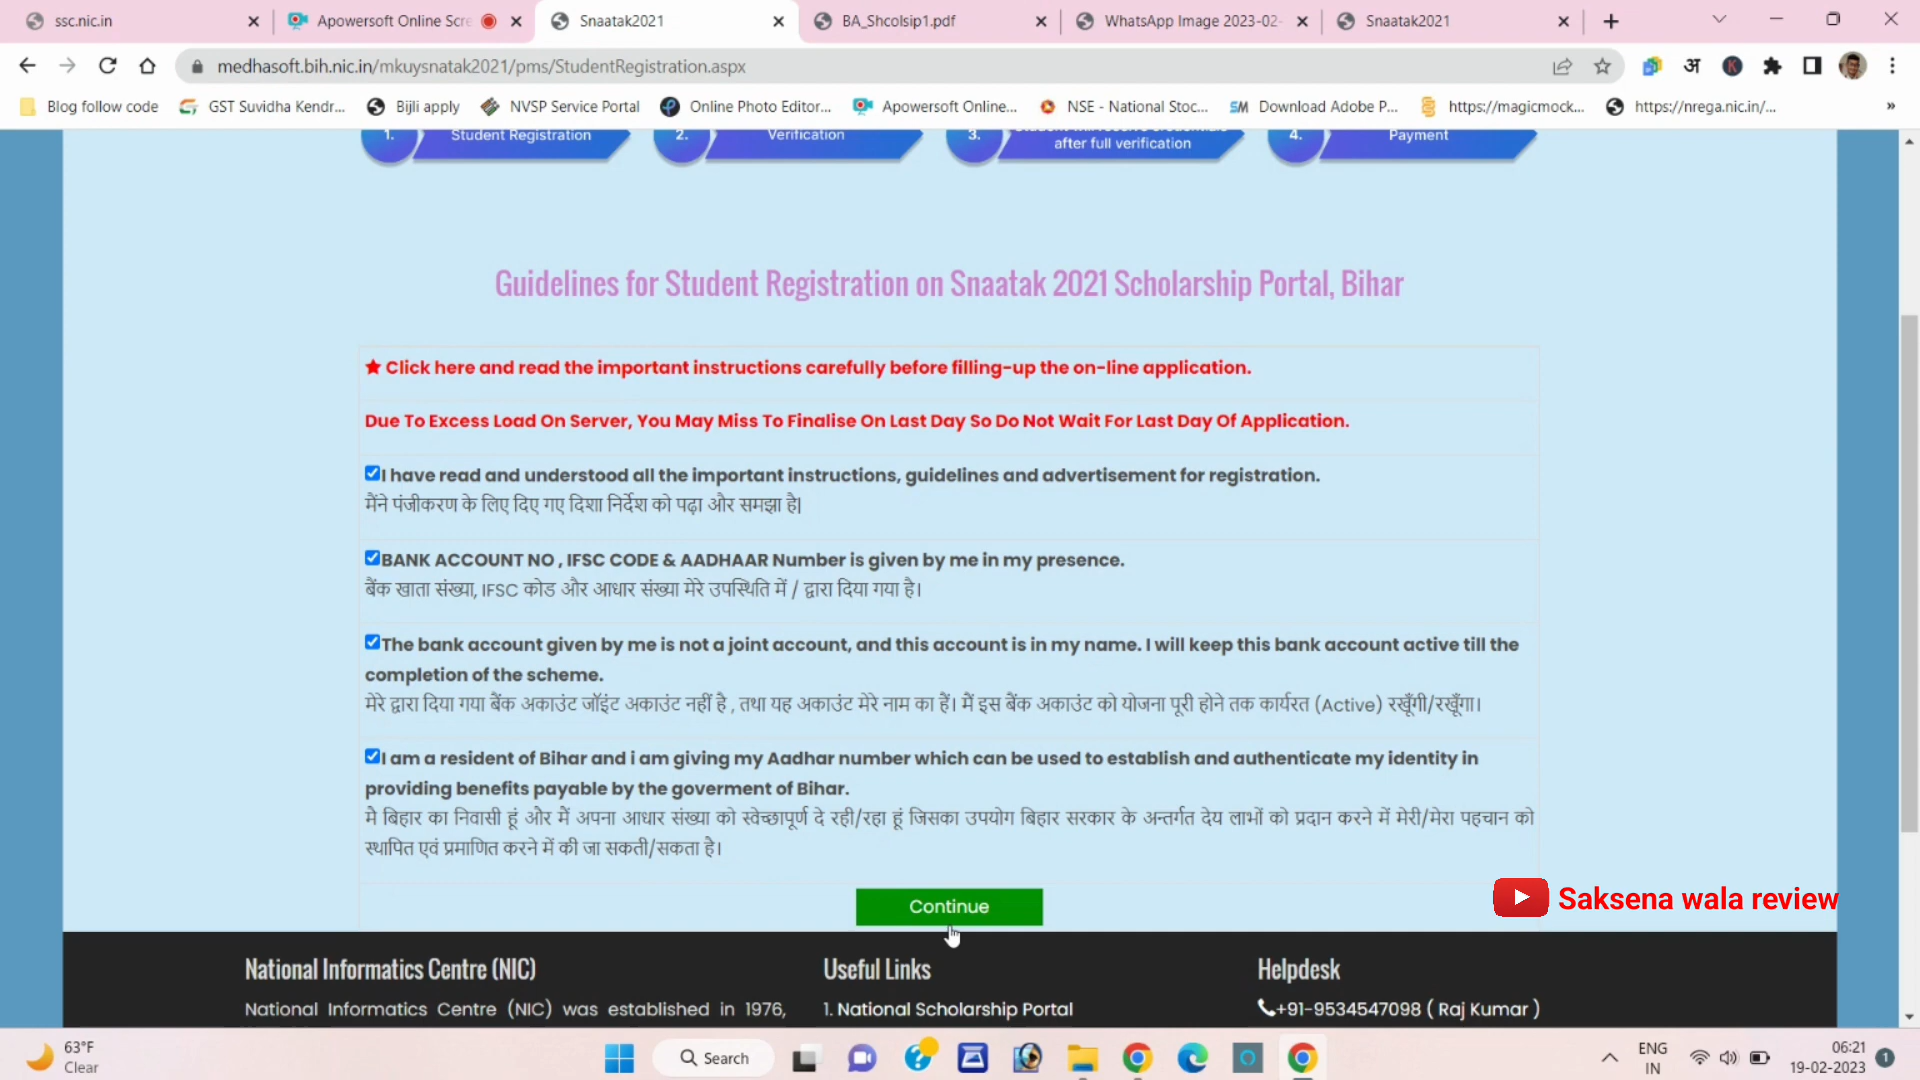 ssc.nic.in
Apowersoft Online Scre
Snaatak2021
BA_Shcolsip1.pdf
WhatsApp Image 2023-02-
Snaatak2021
medhasoft.bih.nic.in/mkuysnatak2021/pms/StudentRegistration.aspx
अ
K
Blog follow code
GST Suvidha Kendr...
Bijli apply
NVSP Service Portal
Online Photo Editor...
Apowersoft Online...
NSE - National Stoc...
SM Download Adobe P...
https://magicmock...
https://nrega.nic.in/...
»
1. Student Registration
2. Verification
3. after full verification
4. Payment
Guidelines for Student Registration on Snaatak 2021 Scholarship Portal, Bihar
★ Click here and read the important instructions carefully before filling-up the on-line application.
Due To Excess Load On Server, You May Miss To Finalise On Last Day So Do Not Wait For Last Day Of Application.
I have read and understood all the important instructions, guidelines and advertisement for registration.
मैंने पंजीकरण के लिए दिए गए दिशा निर्देश को पढ़ा और समझा है|
BANK ACCOUNT NO , IFSC CODE & AADHAAR Number is given by me in my presence.
बैंक खाता संख्या, IFSC कोड और आधार संख्या मेरे उपस्थिति में / द्वारा दिया गया है।
The bank account given by me is not a joint account, and this account is in my name. I will keep this bank account active till the
completion of the scheme.
मेरे द्वारा दिया गया बैंक अकाउंट जॉइंट अकाउंट नहीं है , तथा यह अकाउंट मेरे नाम का हैं। मैं इस बैंक अकाउंट को योजना पूरी होने तक कार्यरत (Active) रखूँगी/रखूँगा।
I am a resident of Bihar and i am giving my Aadhar number which can be used to establish and authenticate my identity in
providing benefits payable by the goverment of Bihar.
मै बिहार का निवासी हूं और मैं अपना आधार संख्या को स्वेच्छापूर्ण दे रही/रहा हूं जिसका उपयोग बिहार सरकार के अन्तर्गत देय लाभों को प्रदान करने में मेरी/मेरा पहचान को
स्थापित एवं प्रमाणित करने में की जा सकती/सकता है।
Continue
Saksena wala review
National Informatics Centre (NIC)
Useful Links
Helpdesk
National Informatics Centre (NIC) was established in 1976,
1. National Scholarship Portal
+91-9534547098 ( Raj Kumar )
63°F
Clear
Search
ENG
IN
06:21
19-02-2023
1